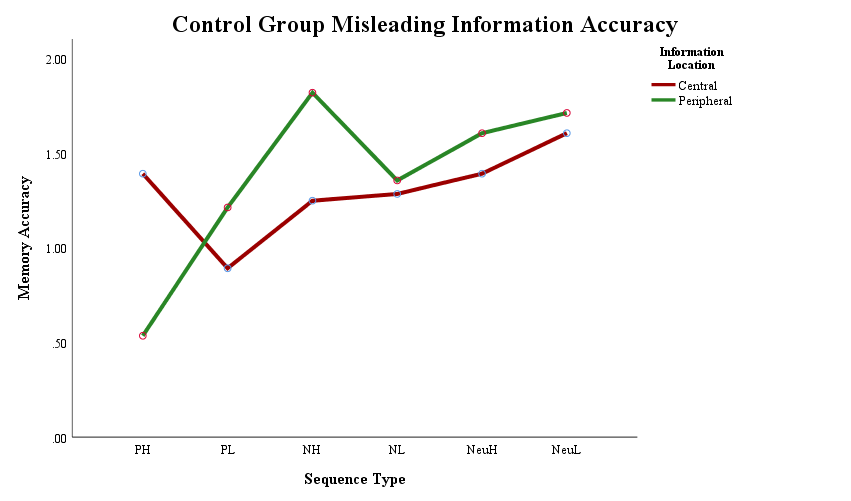 Control Group Misleading Information Accuracy
Information
Location
Central
Peripheral
Memory Accuracy
2.00
1.50
1.00
.50
.00
PH PL NH NL NeuH NeuL
Sequence Type